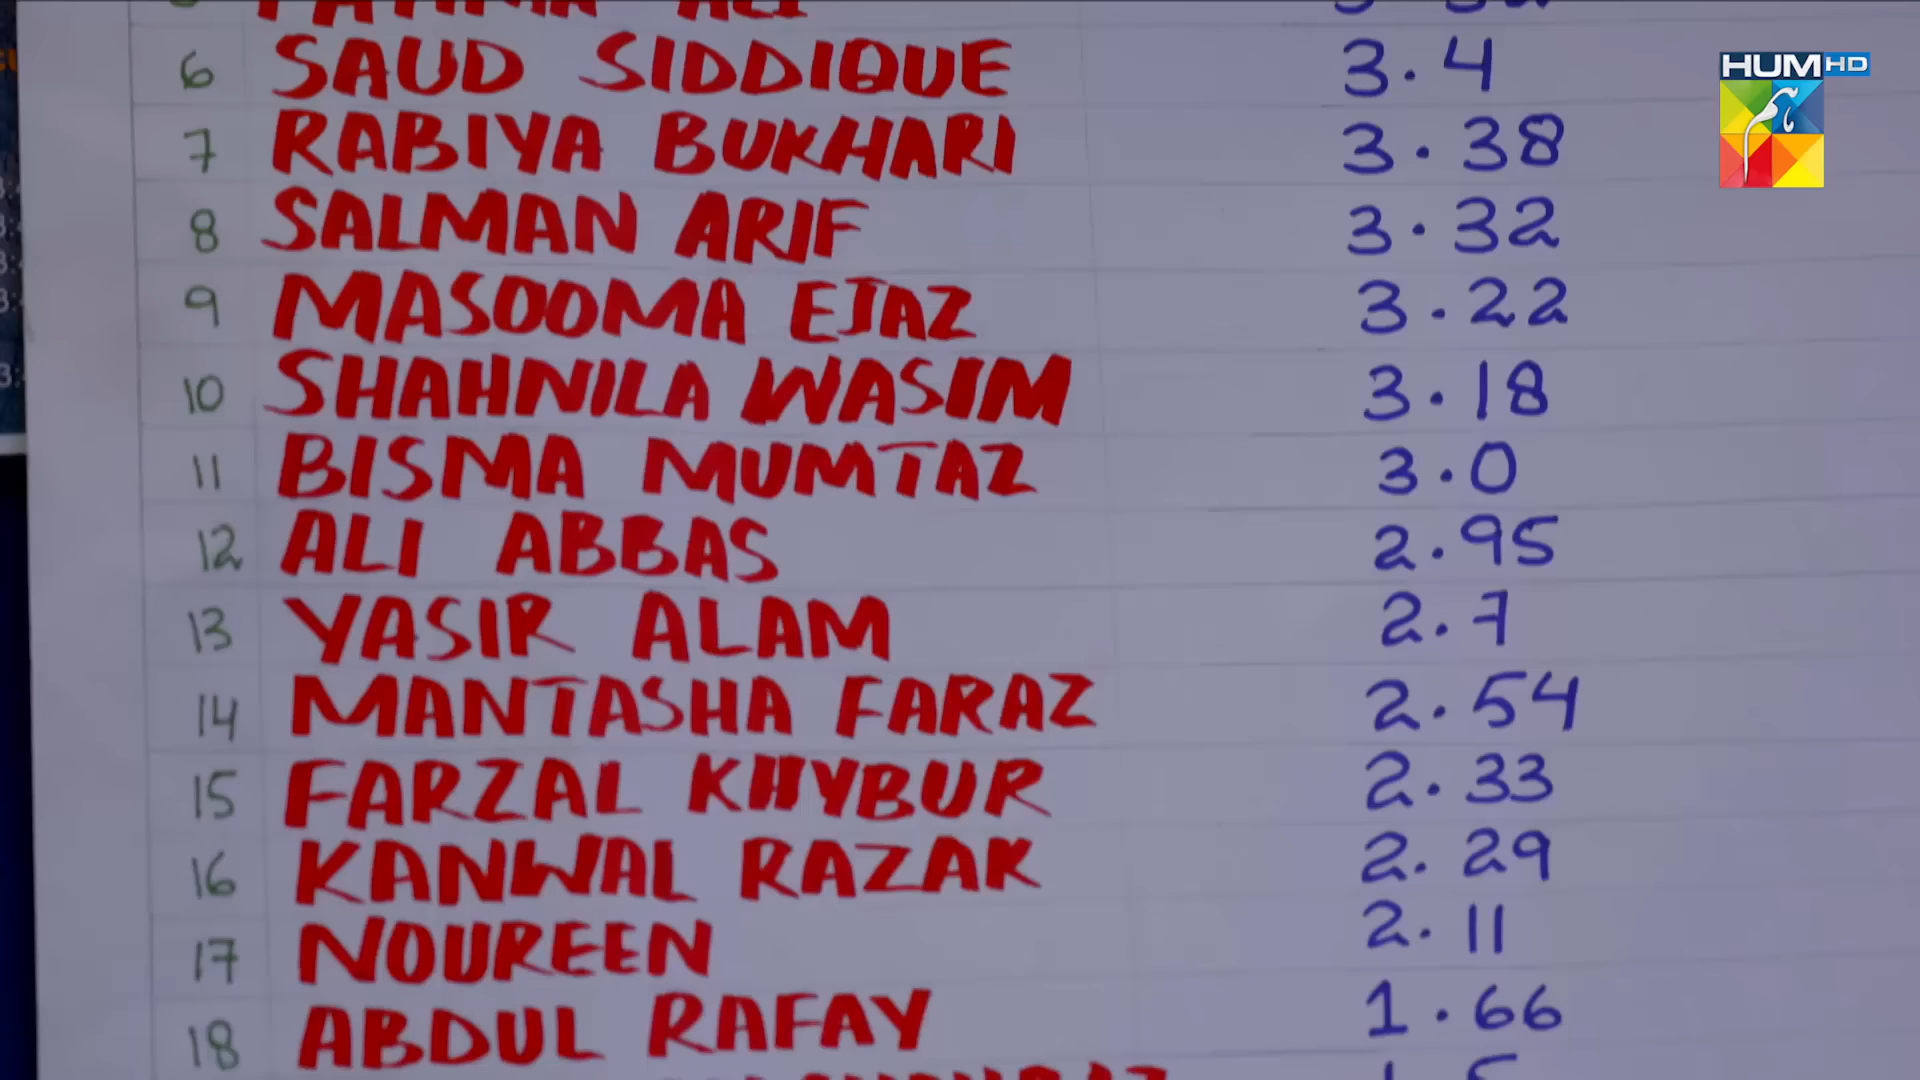 HUM HD
6 SAUD SIDDIQUE 3.4
7 RABIYA BUKHARI 3.38
8 SALMAN ARIF 3.32
9 MASOOMA EJAZ 3.22
10 SHAHNILA WASIM 3.18
11 BISMA MUMTAZ 3.0
12 ALI ABBAS 2.95
13 YASIR ALAM 2.7
14 MANTASHA FARAZ 2.54
15 FARZAL KHYBUR 2.33
16 KANWAL RAZAK 2.29
17 NOUREEN 2.11
18 ABDUL RAFAY 1.66